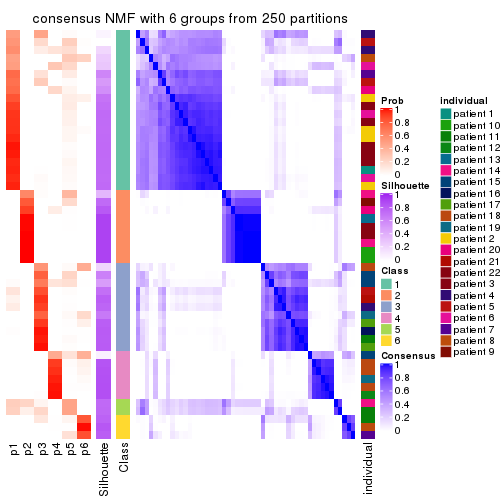 consensus NMF with 6 groups from 250 partitions
Prob
1
0.8
0.6
0.4
0.2
0
Silhouette
1
0.8
0.6
0.4
0.2
0
Class
1
2
3
4
5
6
Consensus
1
0.8
0.6
0.4
0.2
0
individual
patient 1
patient 10
patient 11
patient 12
patient 13
patient 14
patient 15
patient 16
patient 17
patient 18
patient 19
patient 2
patient 20
patient 21
patient 22
patient 3
patient 4
patient 5
patient 6
patient 7
patient 8
patient 9
p1
p2
p3
p4
p5
p6
Silhouette
Class
individual